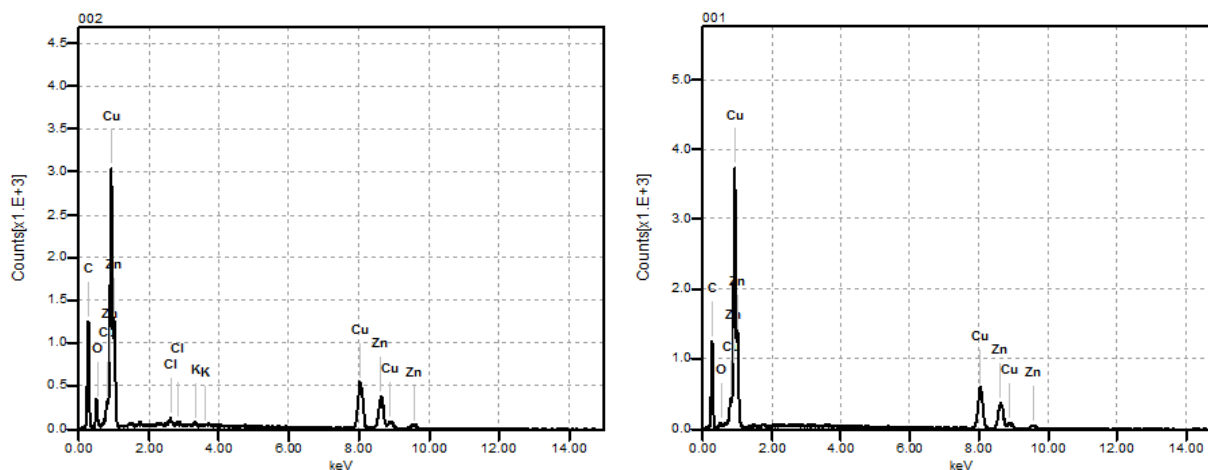 002
4.5
4.0
3.5
3.0
2.5
2.0
1.5
1.0
0.5
0.0
Counts[x1.E+3]
Cu
Zn
C
Zn
O
Cl
Cl
K K
Cu
Zn
Cu
Zn
0.00 2.00 4.00 6.00 8.00 10.00 12.00 14.00
keV
001
5.0
4.0
3.0
2.0
1.0
0.0
Counts[x1.E+3]
Cu
Zn
C
Zn
O
Cu
Zn
Cu
Zn
0.00 2.00 4.00 6.00 8.00 10.00 12.00 14.00
keV